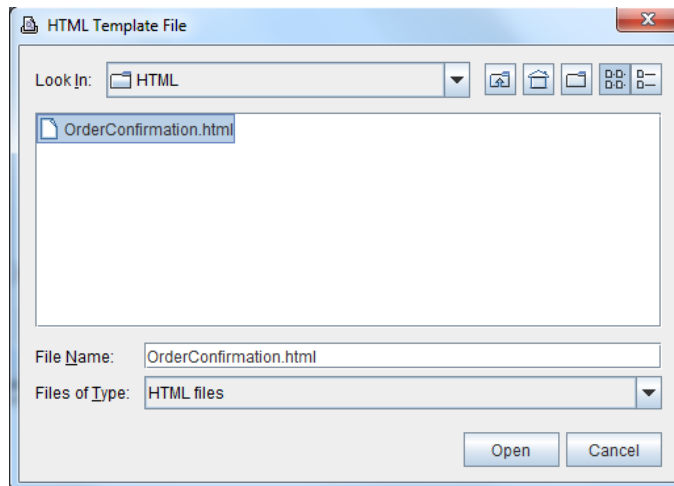 HTML Template File
Look In: HTML
OrderConfirmation.html
File Name: OrderConfirmation.html
Files of Type: HTML files
Open Cancel